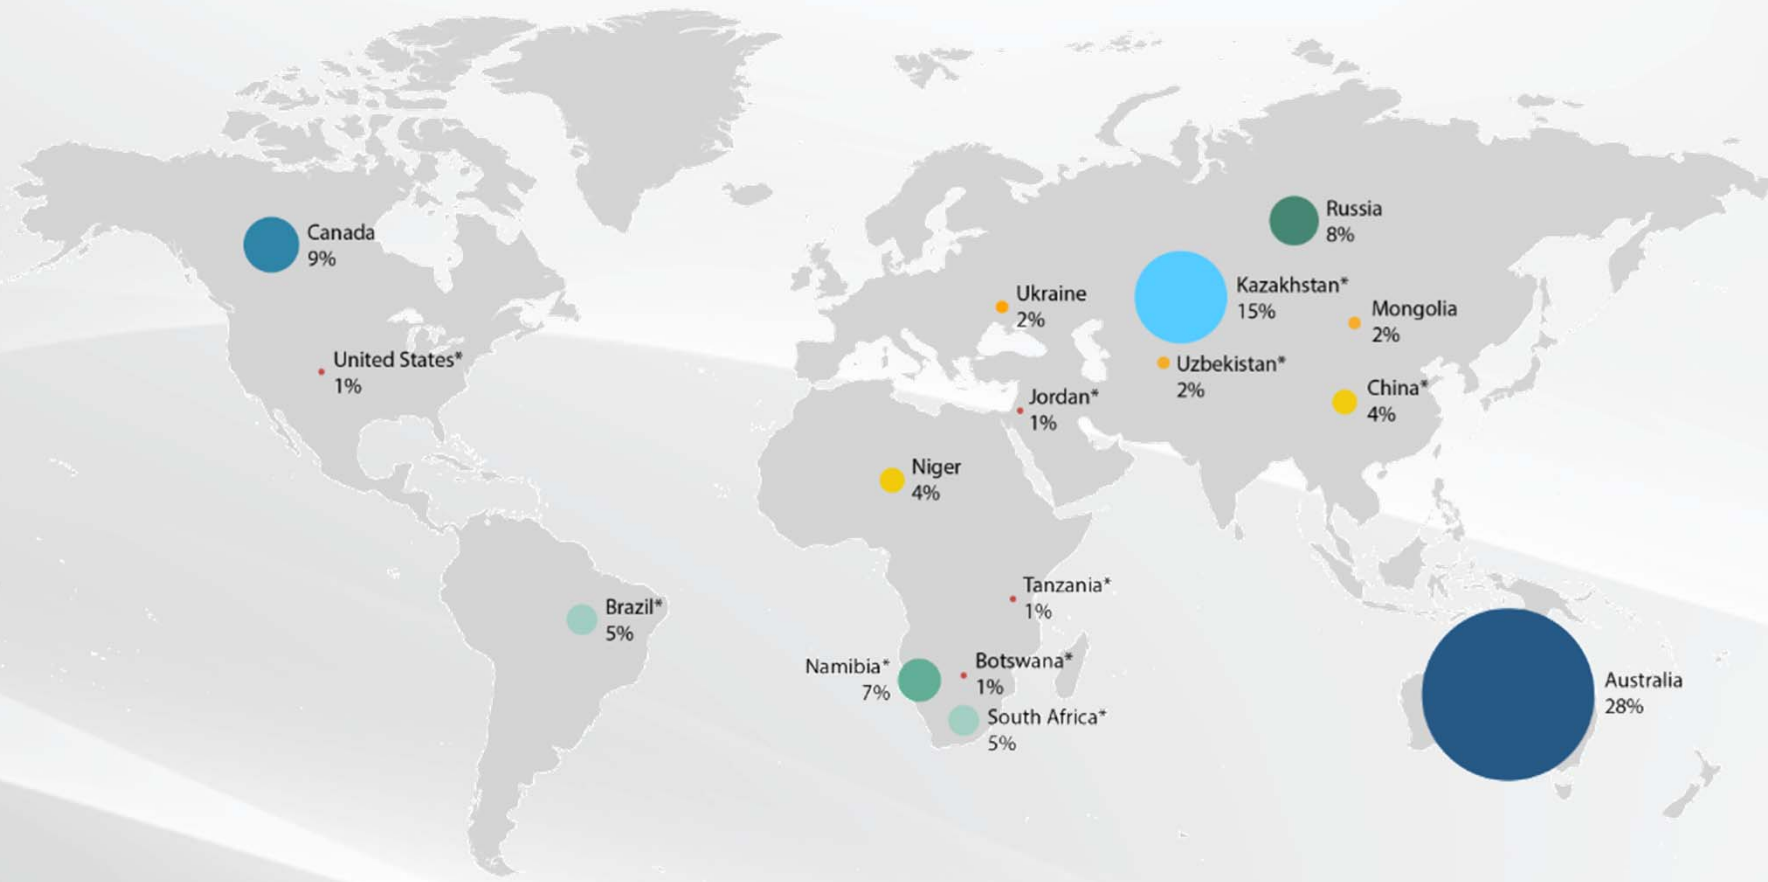 Canada
9%
United States*
1%
Brazil*
5%
Ukraine
2%
Jordan*
1%
Niger
4%
Tanzania*
1%
Namibia*
7%
Botswana*
1%
South Africa*
5%
Russia
8%
Kazakhstan*
15%
Mongolia
2%
Uzbekistan*
2%
China*
4%
Australia
28%